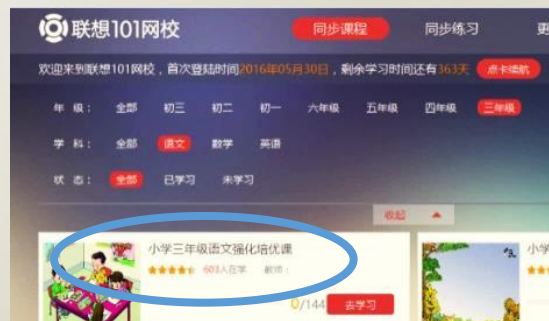 联想101网校 同步课程 同步练习 更
欢迎来到联想101网校,首次登陆时间2016年05月30日,剩余学习时间还有363天 点卡续航
年 级: 全部 初三 初二 初一 六年级 五年级 四年级 三年级
学 科: 全部 语文 数学 英语
状 态: 全部 已学习 未学习
收起
小学三年级语文强化培优课 小学
603人在学 教师:
0/144 去学习